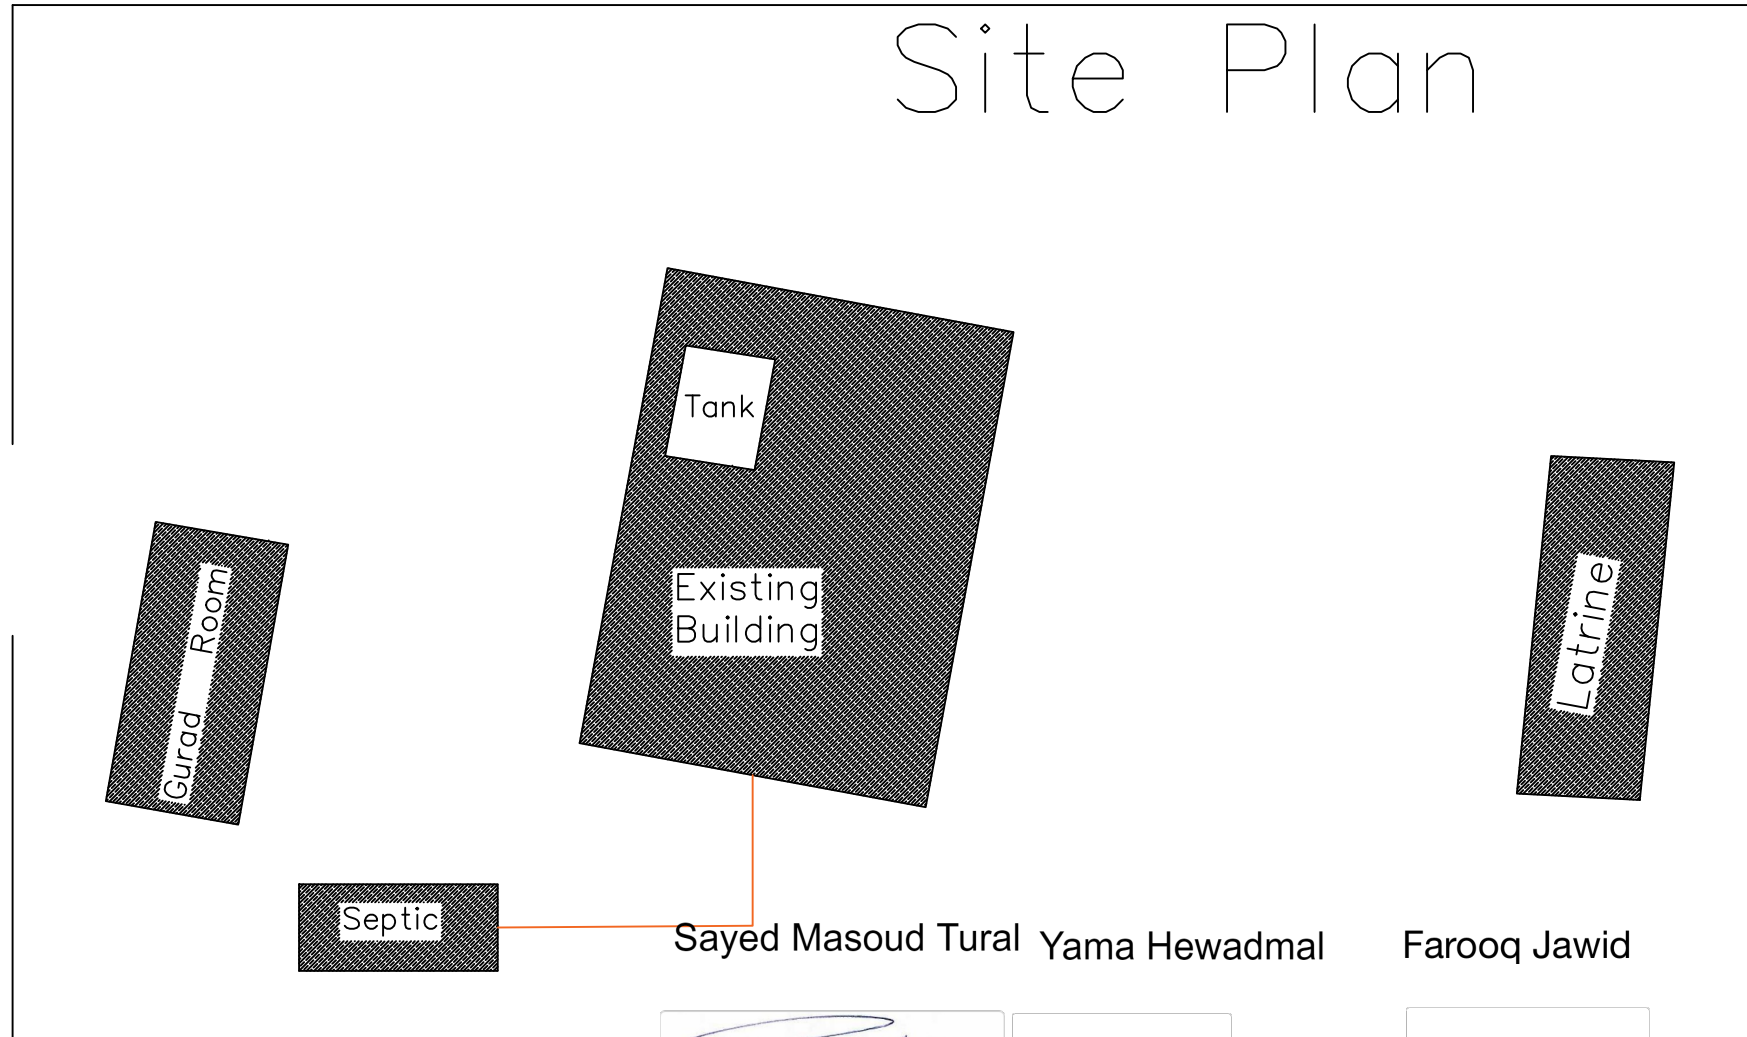 Site Plan
Tank
Existing
Building
Gurad Room
Latrine
Septic
Sayed Masoud Tural
Yama Hewadmal
Farooq Jawid